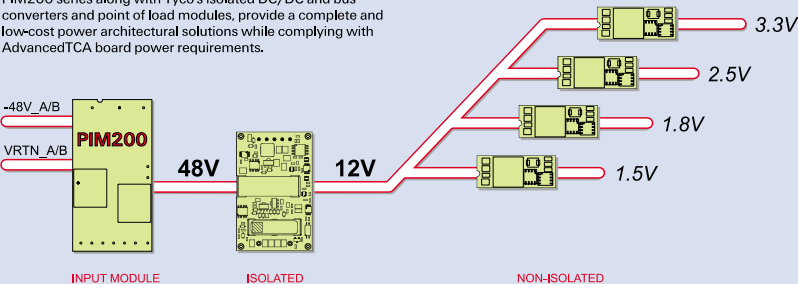 PIM200 series along with Tyco's isolated DC/DC and bus
converters and point of load modules, provide a complete and
low-cost power architectural solutions while complying with
AdvancedTCA board power requirements.
3.3V
2.5V
-48V_A/B
PIM200
1.8V
VRTN_A/B
48V
12V
1.5V
INPUT MODULE
ISOLATED
NON-ISOLATED